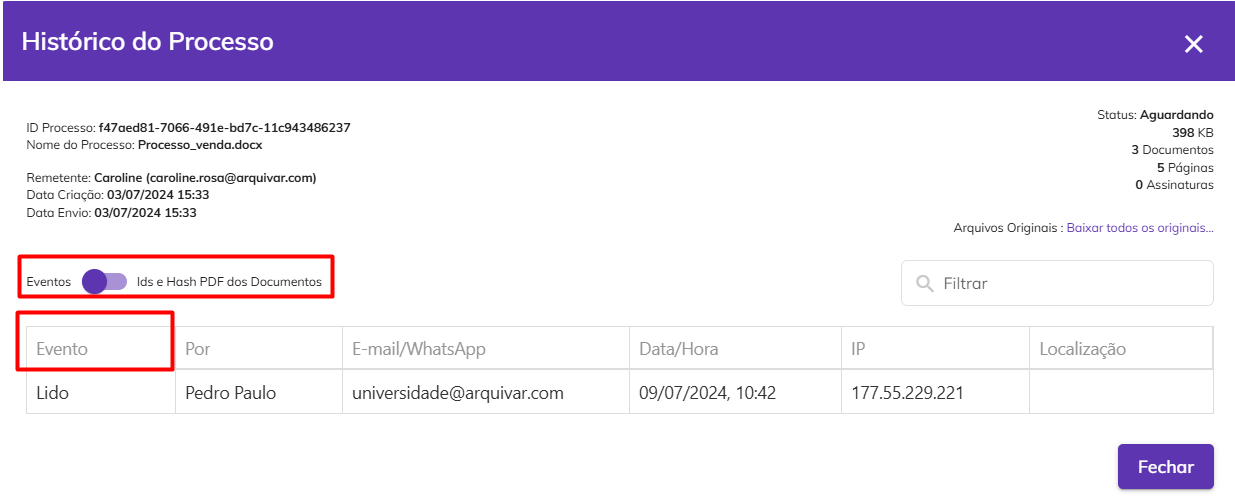 Histórico do Processo
ID Processo: f47aed81-7066-491e-bd7c-11c943486237
Nome do Processo: Processo_venda.docx
Remetente: Caroline (caroline.rosa@arquivar.com)
Data Criação: 03/07/2024 15:33
Data Envio: 03/07/2024 15:33
Status: Aguardando
398 KB
3 Documentos
5 Páginas
0 Assinaturas
Arquivos Originais : Baixar todos os originais...
Eventos Ids e Hash PDF dos Documentos
Filtrar
Evento Por E-mail/WhatsApp Data/Hora IP Localização
Lido Pedro Paulo universidade@arquivar.com 09/07/2024, 10:42 177.55.229.221
Fechar